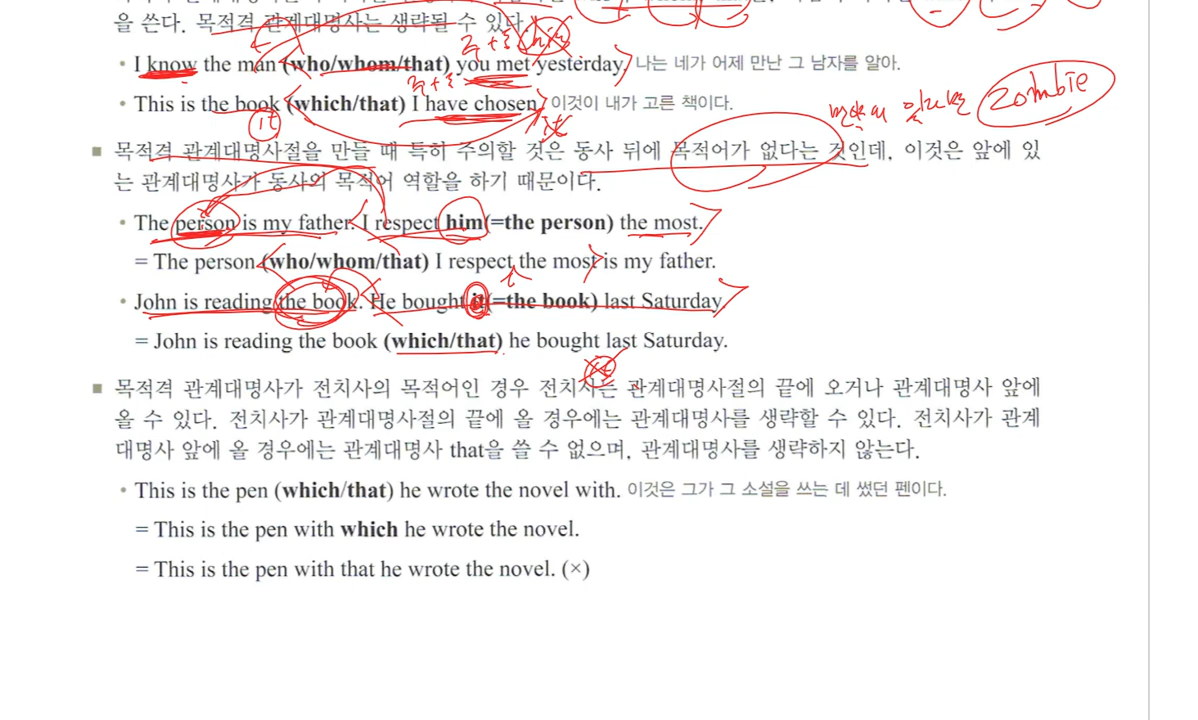 을 쓴다. 목적격 관계대명사는 생략될 수 있다.
주+동
him
• I know the man (who/whom/that) you met yesterday. 나는 네가 어제 만난 그 남자를 알아.
주+동
• This is the book (which/that) I have chosen. 이것이 내가 고른 책이다.
zombie
it
it
■ 목적격 관계대명사절을 만들 때 특히 주의할 것은 동사 뒤에 목적어가 없다는 것인데, 이것은 앞에 있
는 관계대명사가 동사의 목적어 역할을 하기 때문이다.
• The person is my father. I respect him(=the person) the most.
= The person (who/whom/that) I respect the most is my father.
• John is reading the book. He bought it(=the book) last Saturday.
= John is reading the book (which/that) he bought last Saturday.
it
■ 목적격 관계대명사가 전치사의 목적어인 경우 전치사는 관계대명사절의 끝에 오거나 관계대명사 앞에
올 수 있다. 전치사가 관계대명사절의 끝에 올 경우에는 관계대명사를 생략할 수 있다. 전치사가 관계
대명사 앞에 올 경우에는 관계대명사 that을 쓸 수 없으며, 관계대명사를 생략하지 않는다.
• This is the pen (which/that) he wrote the novel with. 이것은 그가 그 소설을 쓰는 데 썼던 펜이다.
= This is the pen with which he wrote the novel.
= This is the pen with that he wrote the novel. (×)